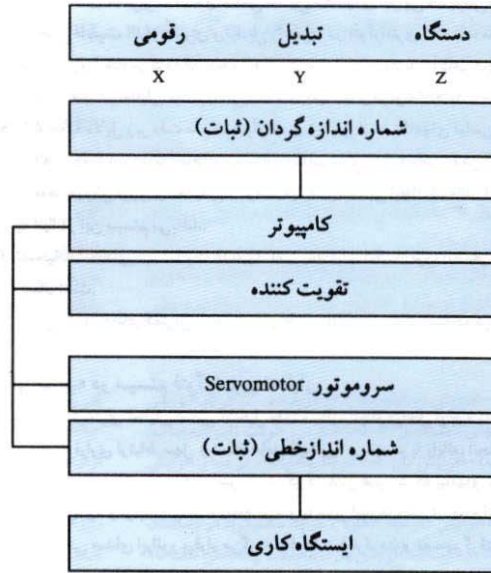 دستگاه تبدیل رقومی
X Y Z
شماره اندازه گردان (ثبات)
کامپیوتر
تقویت کننده
سروموتور Servomotor
شماره اندازخطی (ثبات)
ایستگاه کاری